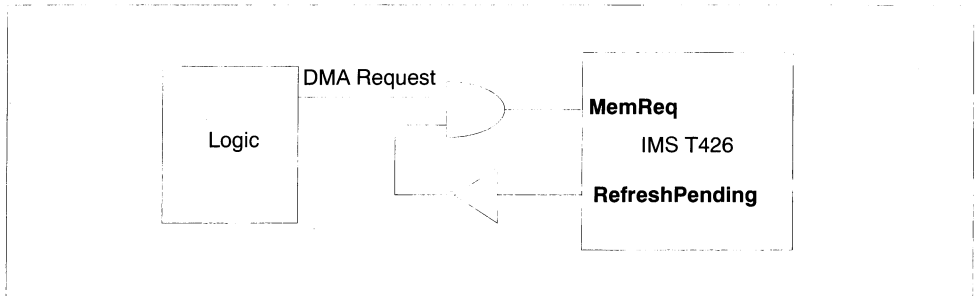 DMA Request
Logic
MemReq
IMS T426
RefreshPending